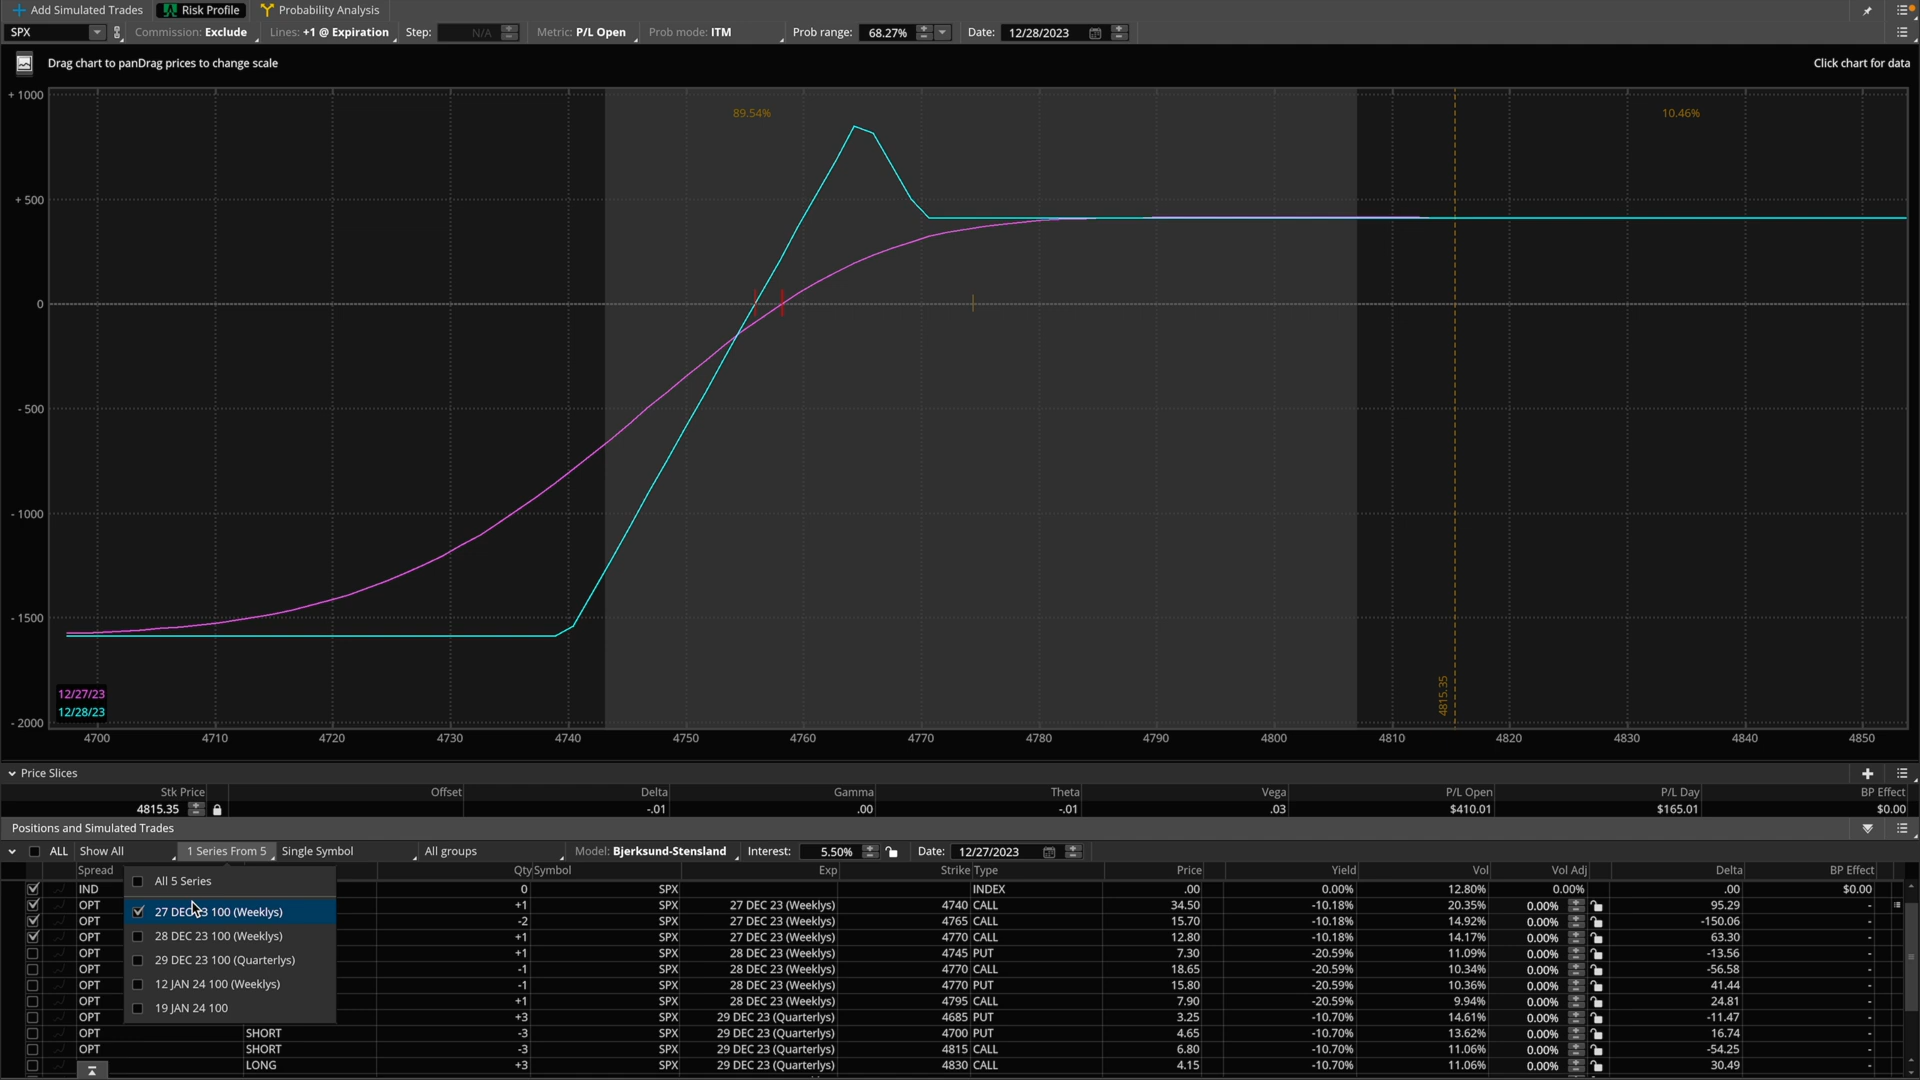 Add Simulated Trades Risk Profile Probability Analysis
SPX Commission: Exclude Lines: +1 @ Expiration Step: N/A Metric: P/L Open Prob mode: ITM Prob range: 68.27% Date: 12/28/2023
Drag chart to panDrag prices to change scale Click chart for data
+ 1000
89.54% 10.46%
+ 500
0
- 500
- 1000
- 1500
12/27/23
12/28/23
4815.35
- 2000
4700 4710 4720 4730 4740 4750 4760 4770 4780 4790 4800 4810 4820 4830 4840 4850
Price Slices
Stk Price Offset Delta Gamma Theta Vega P/L Open P/L Day BP Effect
4815.35 -.01 .00 -.01 .03 $410.01 $165.01 $0.00
Positions and Simulated Trades
ALL Show All 1 Series From 5 Single Symbol All groups Model: Bjerksund-Stensland Interest: 5.50% Date: 12/27/2023
Spread Qty Symbol Exp Strike Type Price Yield Vol Vol Adj Delta BP Effect
All 5 Series
27 DEC 23 100 (Weeklys)
28 DEC 23 100 (Weeklys)
29 DEC 23 100 (Quarterlys)
12 JAN 24 100 (Weeklys)
19 JAN 24 100
IND 0 SPX INDEX .00 0.00% 12.80% 0.00% .00 $0.00
OPT +1 SPX 27 DEC 23 (Weeklys) 4740 CALL 34.50 -10.18% 20.35% 0.00% 95.29 -
OPT -2 SPX 27 DEC 23 (Weeklys) 4765 CALL 15.70 -10.18% 14.92% 0.00% -150.06 -
OPT +1 SPX 27 DEC 23 (Weeklys) 4770 CALL 12.80 -10.18% 14.17% 0.00% 63.30 -
OPT +1 SPX 28 DEC 23 (Weeklys) 4745 PUT 7.30 -20.59% 11.09% 0.00% -13.56 -
OPT -1 SPX 28 DEC 23 (Weeklys) 4770 CALL 18.65 -20.59% 10.34% 0.00% -56.58 -
OPT -1 SPX 28 DEC 23 (Weeklys) 4770 PUT 15.80 -20.59% 10.36% 0.00% 41.44 -
OPT +1 SPX 28 DEC 23 (Weeklys) 4795 CALL 7.90 -20.59% 9.94% 0.00% 24.81 -
OPT +3 SPX 29 DEC 23 (Quarterlys) 4685 PUT 3.25 -10.70% 14.61% 0.00% -11.47 -
OPT SHORT -3 SPX 29 DEC 23 (Quarterlys) 4700 PUT 4.65 -10.70% 13.62% 0.00% 16.74 -
OPT SHORT -3 SPX 29 DEC 23 (Quarterlys) 4815 CALL 6.80 -10.70% 11.06% 0.00% -54.25 -
LONG +3 SPX 29 DEC 23 (Quarterlys) 4830 CALL 4.15 -10.70% 11.06% 0.00% 30.49 -